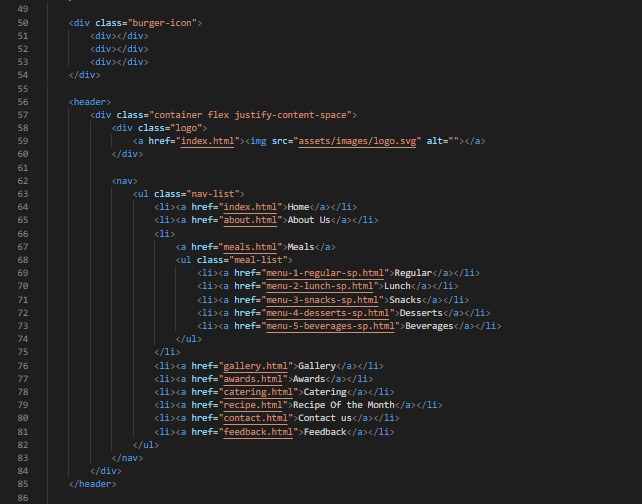 49
50 <div class="burger-icon">
51 <div></div>
52 <div></div>
53 <div></div>
54 </div>
55
56 <header>
57 <div class="container flex justify-content-space">
58 <div class="logo">
59 <a href="index.html"><img src="assets/images/logo.svg" alt=""></a>
60 </div>
61
62 <nav>
63 <ul class="nav-list">
64 <li><a href="index.html">Home</a></li>
65 <li><a href="about.html">About Us</a></li>
66 <li>
67 <a href="meals.html">Meals</a>
68 <ul class="meal-list">
69 <li><a href="menu-1-regular-sp.html">Regular</a></li>
70 <li><a href="menu-2-lunch-sp.html">Lunch</a></li>
71 <li><a href="menu-3-snacks-sp.html">Snacks</a></li>
72 <li><a href="menu-4-desserts-sp.html">Desserts</a></li>
73 <li><a href="menu-5-beverages-sp.html">Beverages</a></li>
74 </ul>
75 </li>
76 <li><a href="gallery.html">Gallery</a></li>
77 <li><a href="awards.html">Awards</a></li>
78 <li><a href="catering.html">Catering</a></li>
79 <li><a href="recipe.html">Recipe Of the Month</a></li>
80 <li><a href="contact.html">Contact us</a></li>
81 <li><a href="feedback.html">Feedback</a></li>
82 </ul>
83 </nav>
84 </div>
85 </header>
86